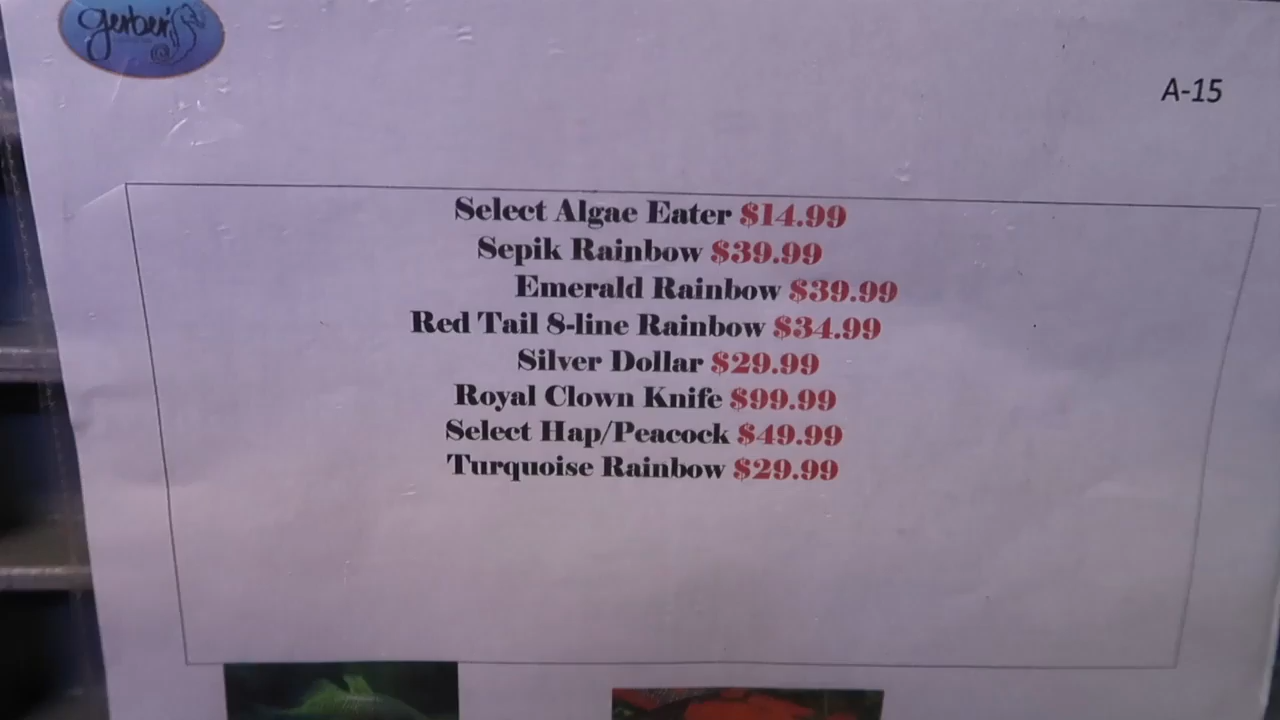 gerber's
A-15
Select Algae Eater $14.99
Sepik Rainbow $39.99
Emerald Rainbow $39.99
Red Tail 8-line Rainbow $34.99
Silver Dollar $29.99
Royal Clown Knife $99.99
Select Hap/Peacock $49.99
Turquoise Rainbow $29.99